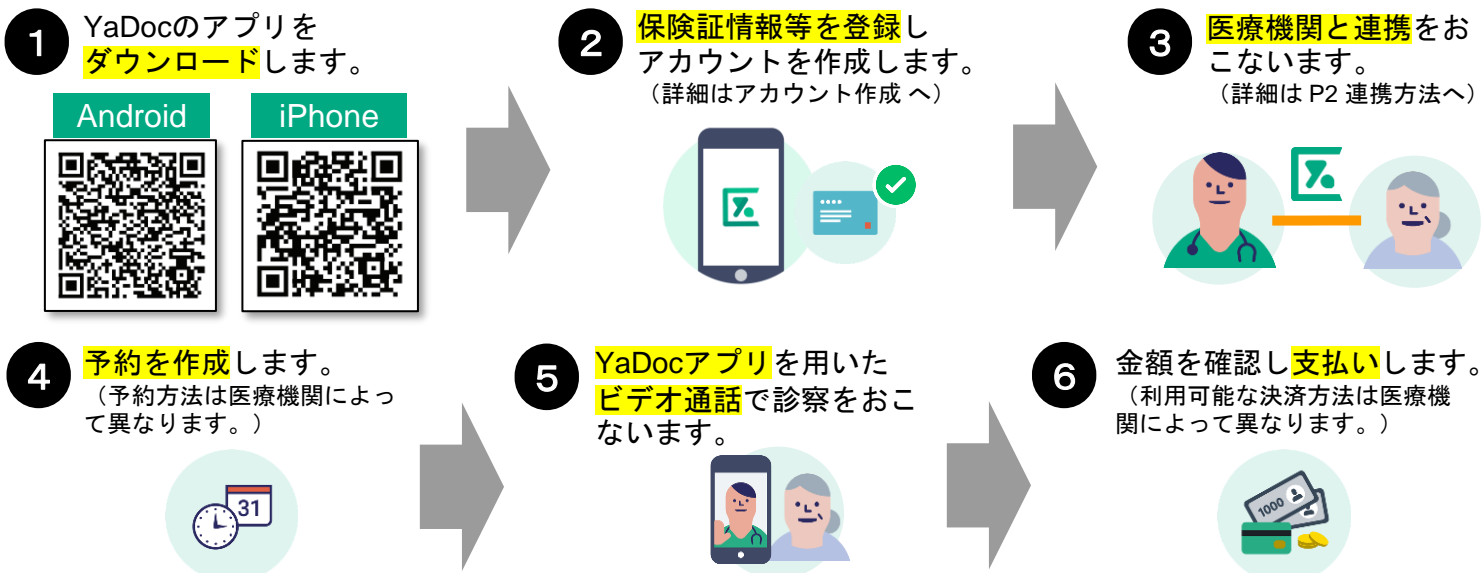 1
YaDocのアプリを
ダウンロードします。
Android
iPhone
2
保険証情報等を登録し
アカウントを作成します。
（詳細はアカウント作成 へ）
3
医療機関と連携をお
こないます。
（詳細は P2 連携方法へ）
4
予約を作成します。
（予約方法は医療機関によっ
て異なります。）
31
5
YaDocアプリを用いた
ビデオ通話で診察をおこ
ないます。
6
金額を確認し支払いします。
（利用可能な決済方法は医療機
関によって異なります。）
1000